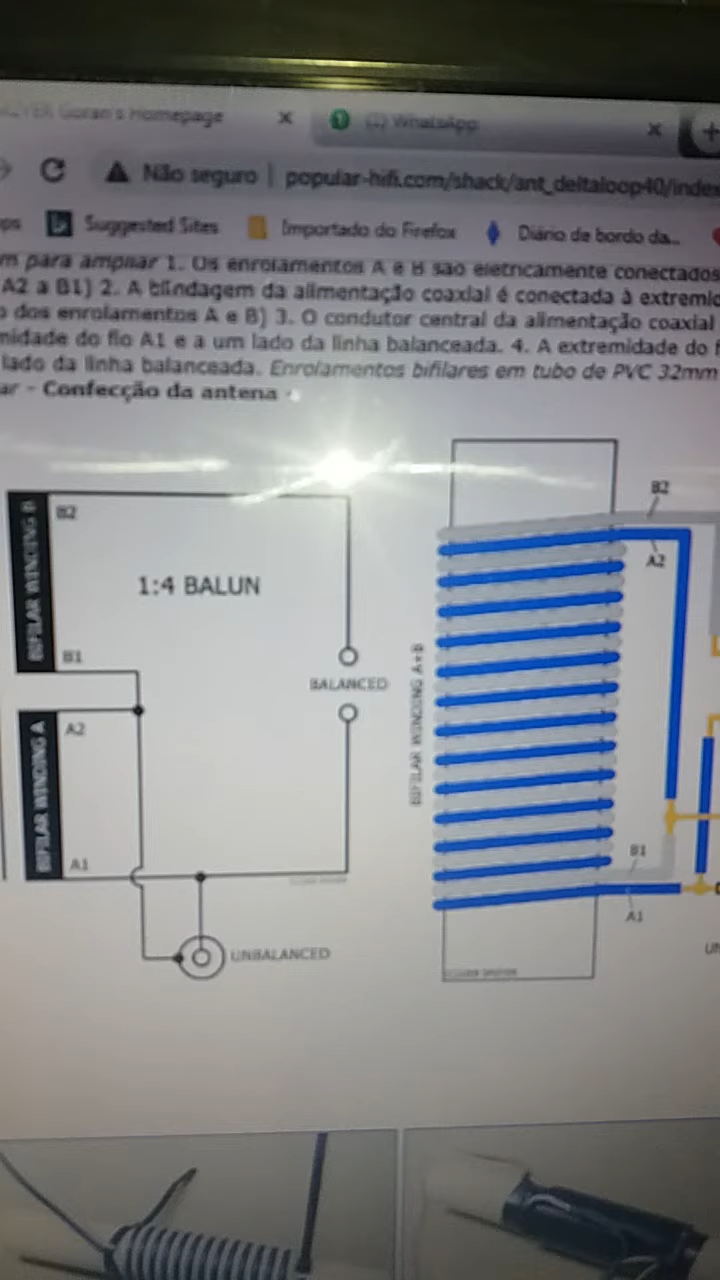 Goran's Homepage
(1) WhatsApp
Não seguro | popular-hifi.com/shack/ant_deltaloop40/index
Suggested Sites Importado do Firefox Diário de bordo da...
m para ampliar 1. Os enrolamentos A e B são eletricamente conectados
A2 a B1) 2. A blindagem da alimentação coaxial é conectada à
dos enrolamentos A e B) 3. O condutor central da alimentação coaxial
midade do fio A1 e a um lado da linha balanceada. 4. A extremidade do f
lado da linha balanceada. Enrolamentos bifilares em tubo de PVC 32mm
ar - Confecção da antena -
BIFILAR WINDING B
B2
1:4 BALUN
B1
BALANCED
BIFILAR WINDING A
A2
A1
UNBALANCED
BIFILAR WINDING A+B
B2
A2
B1
A1
UN